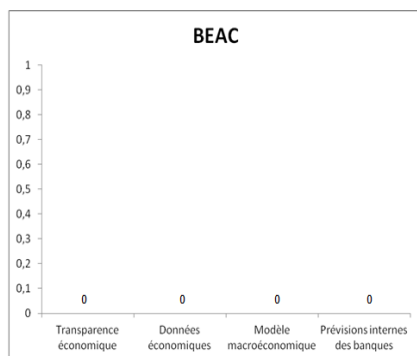 BEAC
1
0,9
0,8
0,7
0,6
0,5
0,4
0,3
0,2
0,1
0
0 0 0 0
Transparence économique
Données économiques
Modèle macroéconomique
Prévisions internes des banques